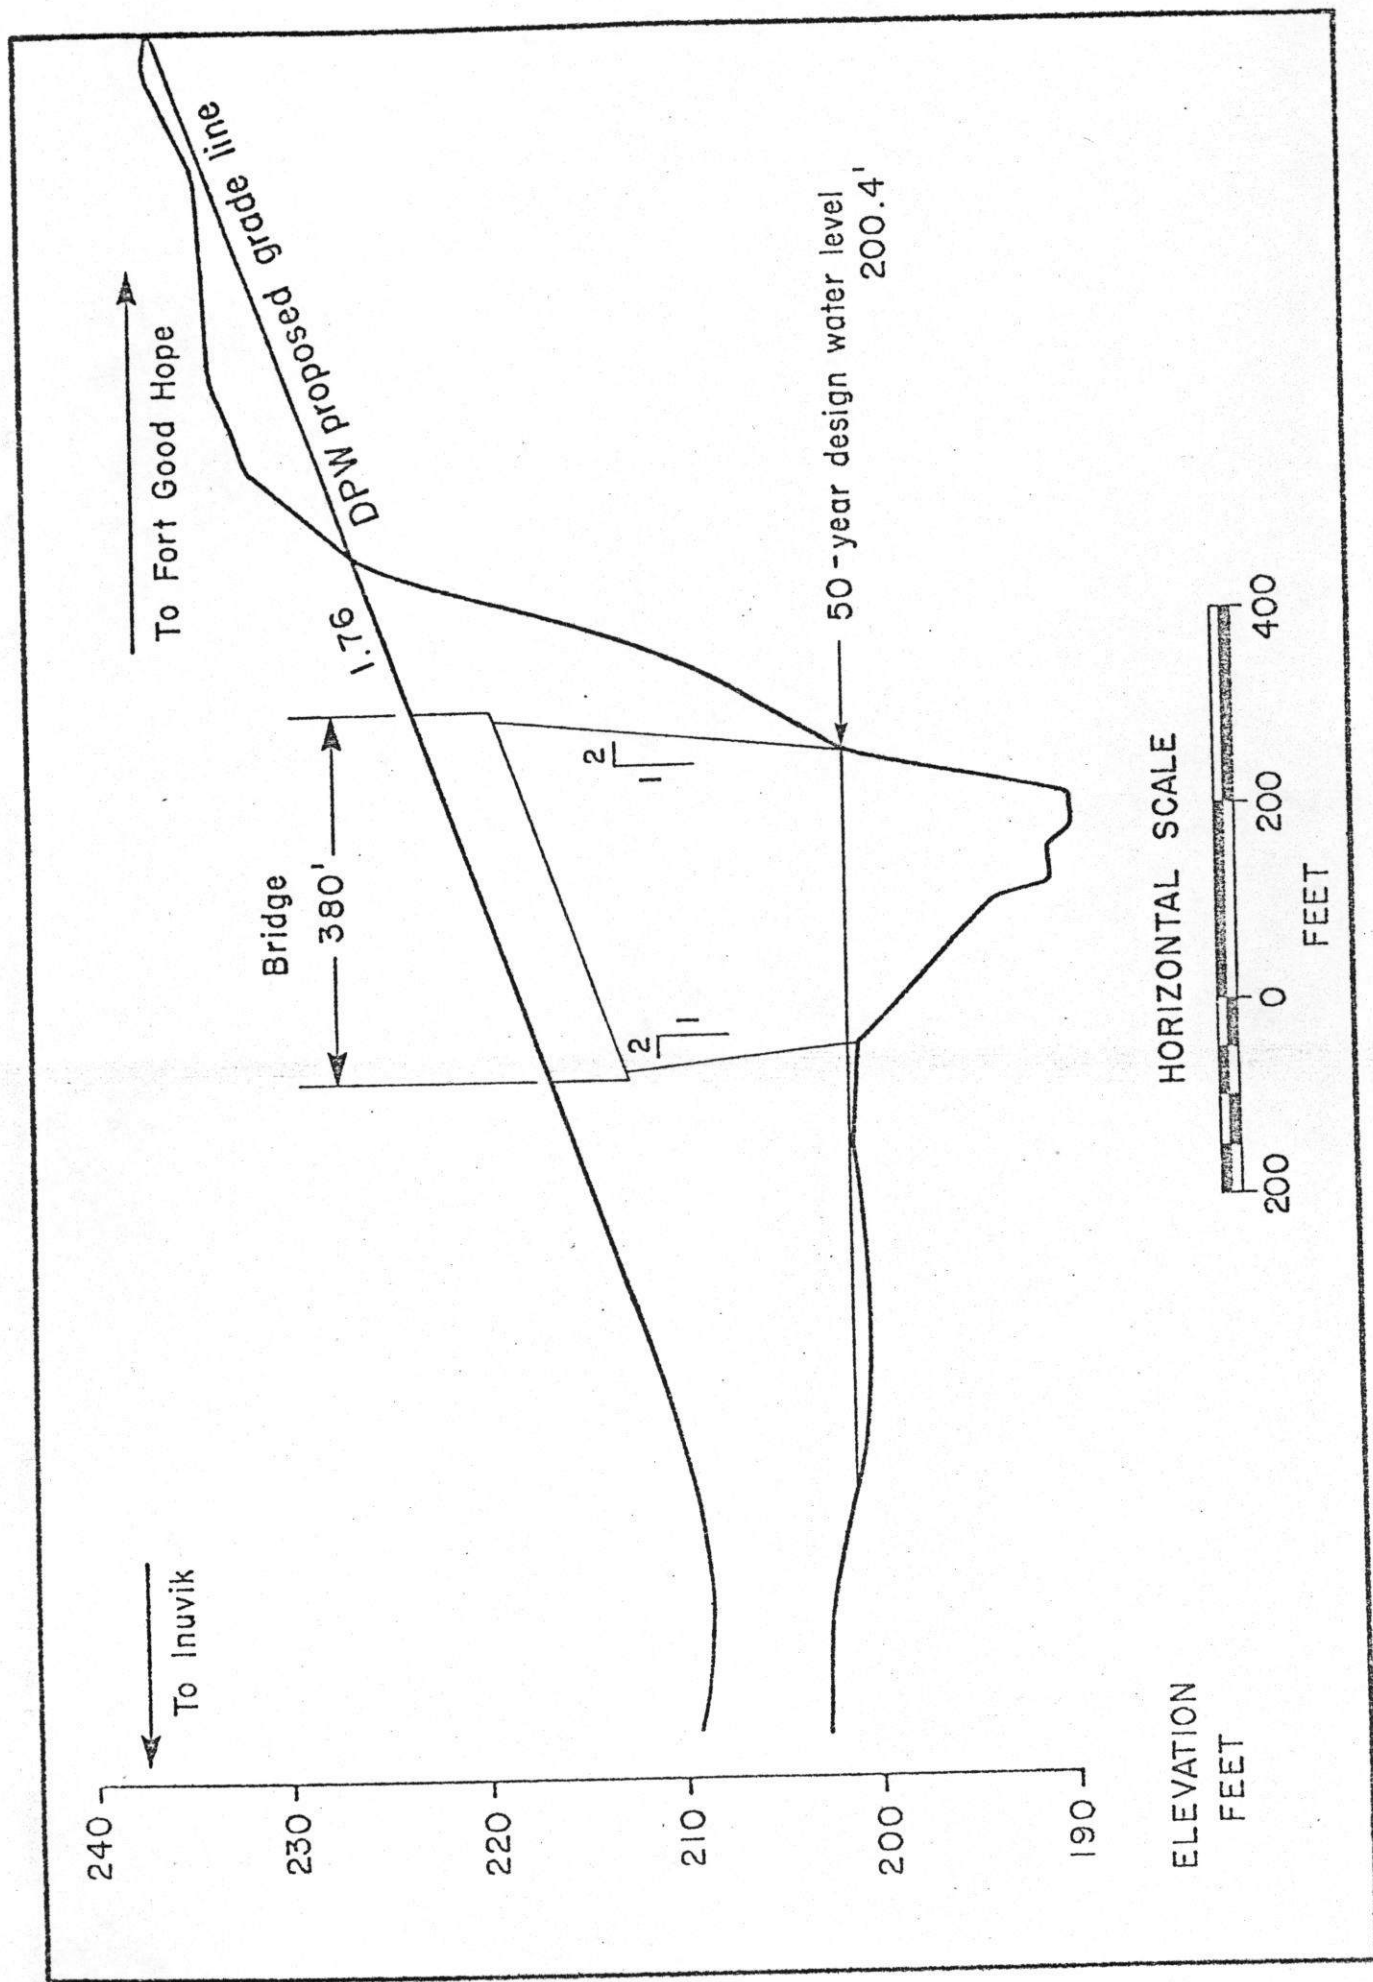 To Inuvik
To Fort Good Hope
Bridge
380'
1.76
DPW proposed grade line
2
1
2
1
50-year design water level
200.4'
240
230
220
210
200
190
ELEVATION
FEET
HORIZONTAL SCALE
200 0 200 400
FEET